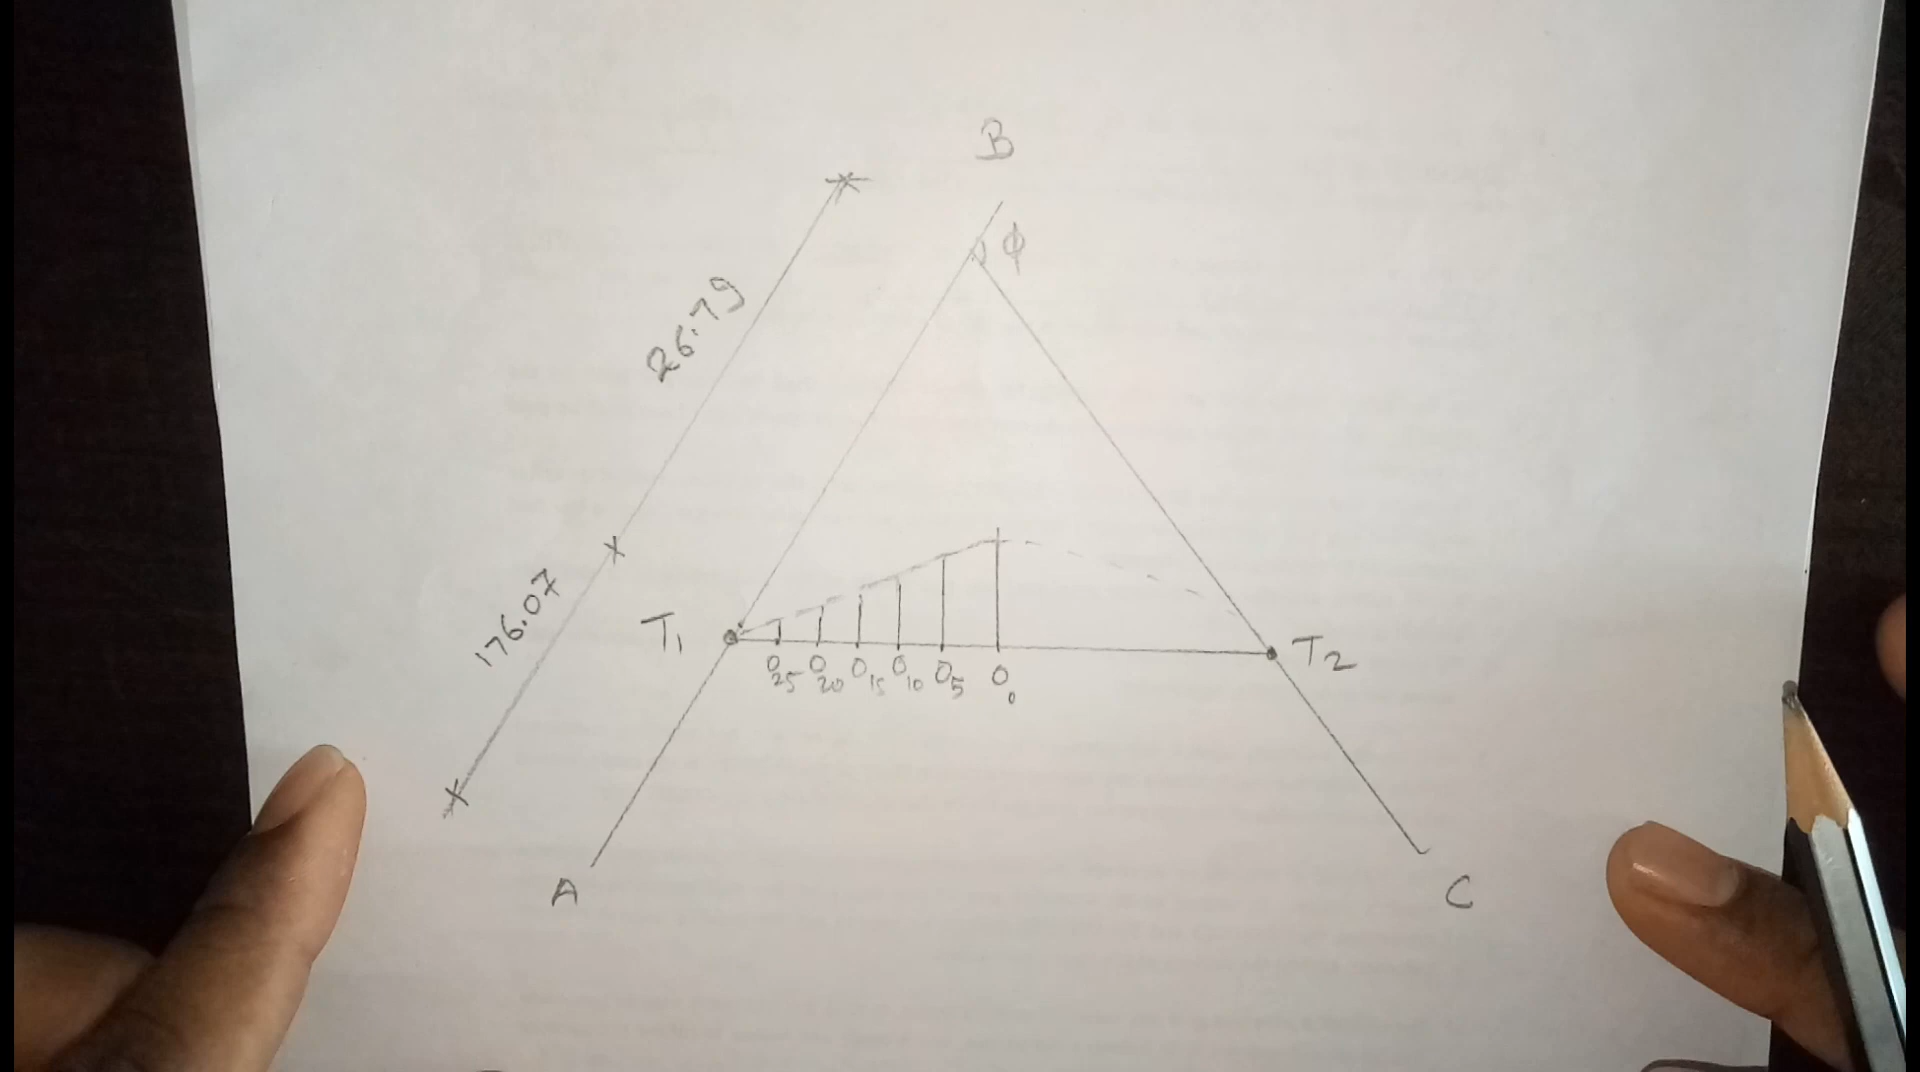 B
φ
26.79
176.07
T₁
T₂
O₂₅ O₂₀ O₁₅ O₁₀ O₅ O₀
A
C